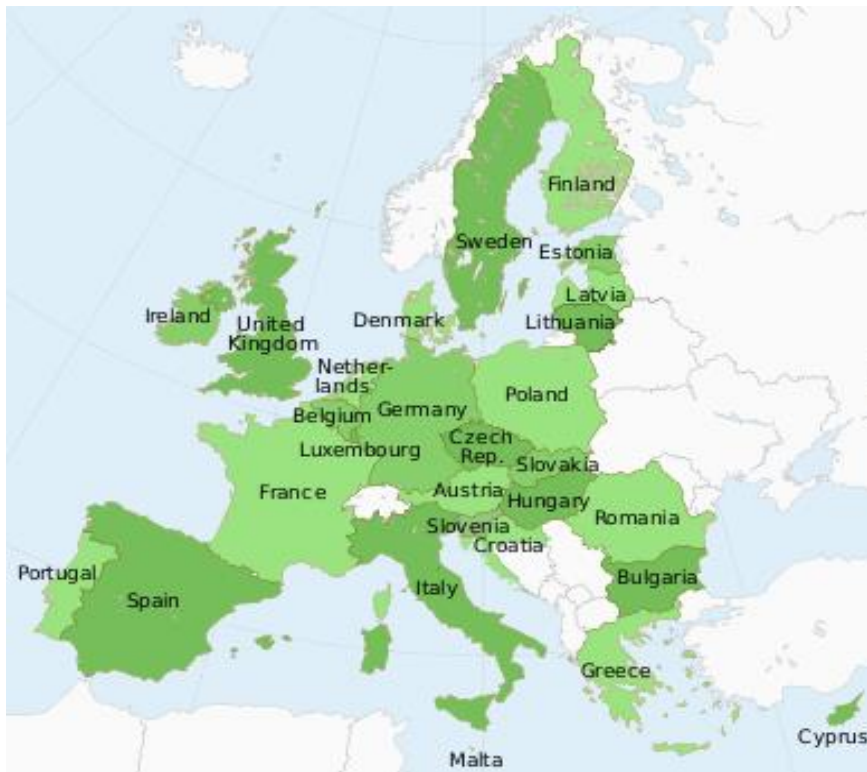 Finland
Sweden
Estonia
Latvia
Lithuania
Ireland
United
Kingdom
Denmark
Nether-
lands
Belgium
Germany
Poland
Luxembourg
Czech
Rep.
Slovakia
France
Austria
Hungary
Romania
Slovenia
Croatia
Portugal
Spain
Italy
Bulgaria
Greece
Cyprus
Malta